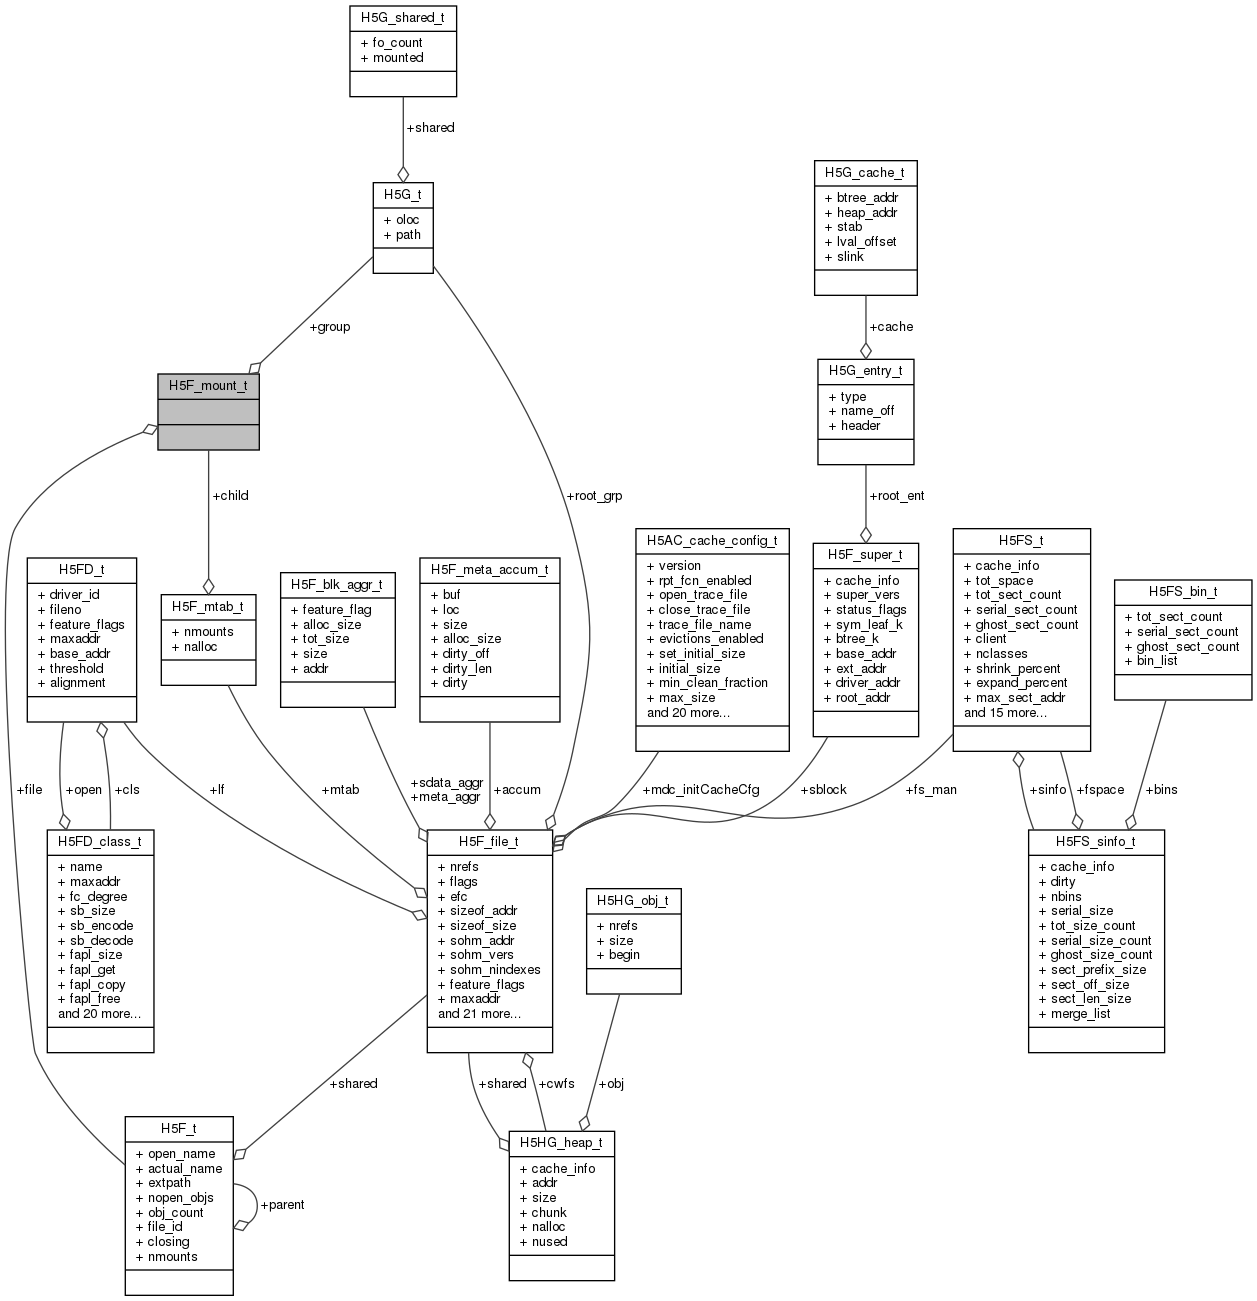 H5G_shared_t
+ fo_count
+ mounted
+shared
H5G_t
+ oloc
+ path
H5G_cache_t
+ btree_addr
+ heap_addr
+ stab
+ lval_offset
+ slink
+group
+cache
H5F_mount_t
H5G_entry_t
+ type
+ name_off
+ header
+child
+root_grp
+root_ent
H5FD_t
+ driver_id
+ fileno
+ feature_flags
+ maxaddr
+ base_addr
+ threshold
+ alignment
H5F_mtab_t
+ nmounts
+ nalloc
H5F_blk_aggr_t
+ feature_flag
+ alloc_size
+ tot_size
+ size
+ addr
H5F_meta_accum_t
+ buf
+ loc
+ size
+ alloc_size
+ dirty_off
+ dirty_len
+ dirty
H5AC_cache_config_t
+ version
+ rpt_fcn_enabled
+ open_trace_file
+ close_trace_file
+ trace_file_name
+ evictions_enabled
+ set_initial_size
+ initial_size
+ min_clean_fraction
+ max_size
and 20 more...
H5F_super_t
+ cache_info
+ super_vers
+ status_flags
+ sym_leaf_k
+ btree_k
+ base_addr
+ ext_addr
+ driver_addr
+ root_addr
H5FS_t
+ cache_info
+ tot_space
+ tot_sect_count
+ serial_sect_count
+ ghost_sect_count
+ client
+ nclasses
+ shrink_percent
+ expand_percent
+ max_sect_addr
and 15 more...
H5FS_bin_t
+ tot_sect_count
+ serial_sect_count
+ ghost_sect_count
+ bin_list
+file
+open
+cls
+lf
+mtab
+sdata_aggr
+meta_aggr
+accum
+mdc_initCacheCfg
+sblock
+fs_man
+sinfo
+fspace
+bins
H5FD_class_t
+ name
+ maxaddr
+ fc_degree
+ sb_size
+ sb_encode
+ sb_decode
+ fapl_size
+ fapl_get
+ fapl_copy
+ fapl_free
and 20 more...
H5F_file_t
+ nrefs
+ flags
+ efc
+ sizeof_addr
+ sizeof_size
+ sohm_addr
+ sohm_vers
+ sohm_nindexes
+ feature_flags
+ maxaddr
and 21 more...
H5HG_obj_t
+ nrefs
+ size
+ begin
H5FS_sinfo_t
+ cache_info
+ dirty
+ nbins
+ serial_size
+ tot_size_count
+ serial_size_count
+ ghost_size_count
+ sect_prefix_size
+ sect_off_size
+ sect_len_size
+ merge_list
+shared
+shared
+cwfs
+obj
H5F_t
+ open_name
+ actual_name
+ extpath
+ nopen_objs
+ obj_count
+ file_id
+ closing
+ nmounts
+parent
H5HG_heap_t
+ cache_info
+ addr
+ size
+ chunk
+ nalloc
+ nused